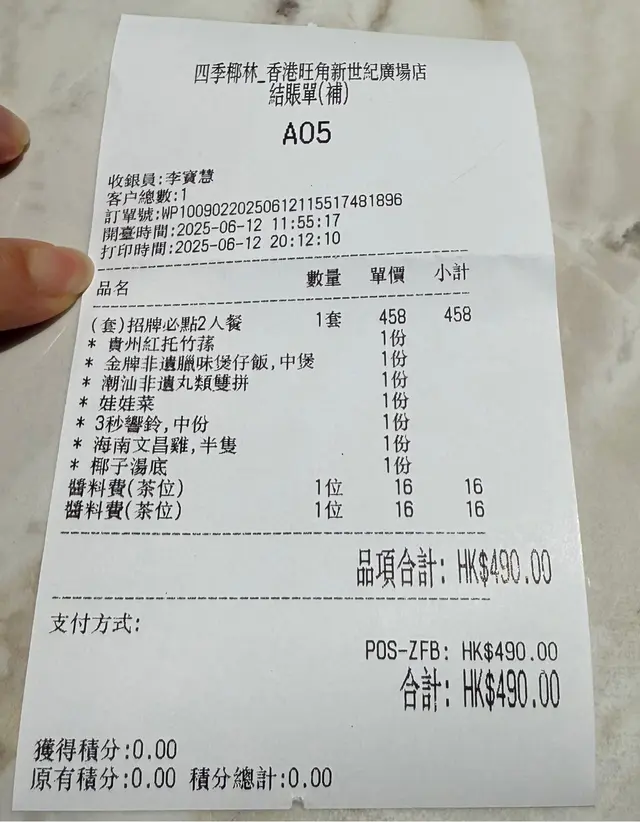 四季椰林_香港旺角新世紀廣場店
結賬單(補)
A05
收銀員:李寶慧
客户總數:1
訂單號:WP10090220250612115517481896
開臺時間:2025-06-12 11:55:17
打印時間:2025-06-12 20:12:10
品名 數量 單價 小計
(套)招牌必點2人餐 1套 458 458
* 貴州紅托竹蓀 1份
* 金牌非遺臘味煲仔飯,中煲 1份
* 潮汕非遺丸類雙拼 1份
* 娃娃菜 1份
* 3秒響鈴,中份 1份
* 海南文昌雞,半隻 1份
* 椰子湯底 1份
醬料費(茶位) 1位 16 16
醬料費(茶位) 1位 16 16
品項合計: HK$490.00
支付方式:
POS-ZFB: HK$490.00
合計: HK$490.00
獲得積分:0.00
原有積分:0.00 積分總計:0.00